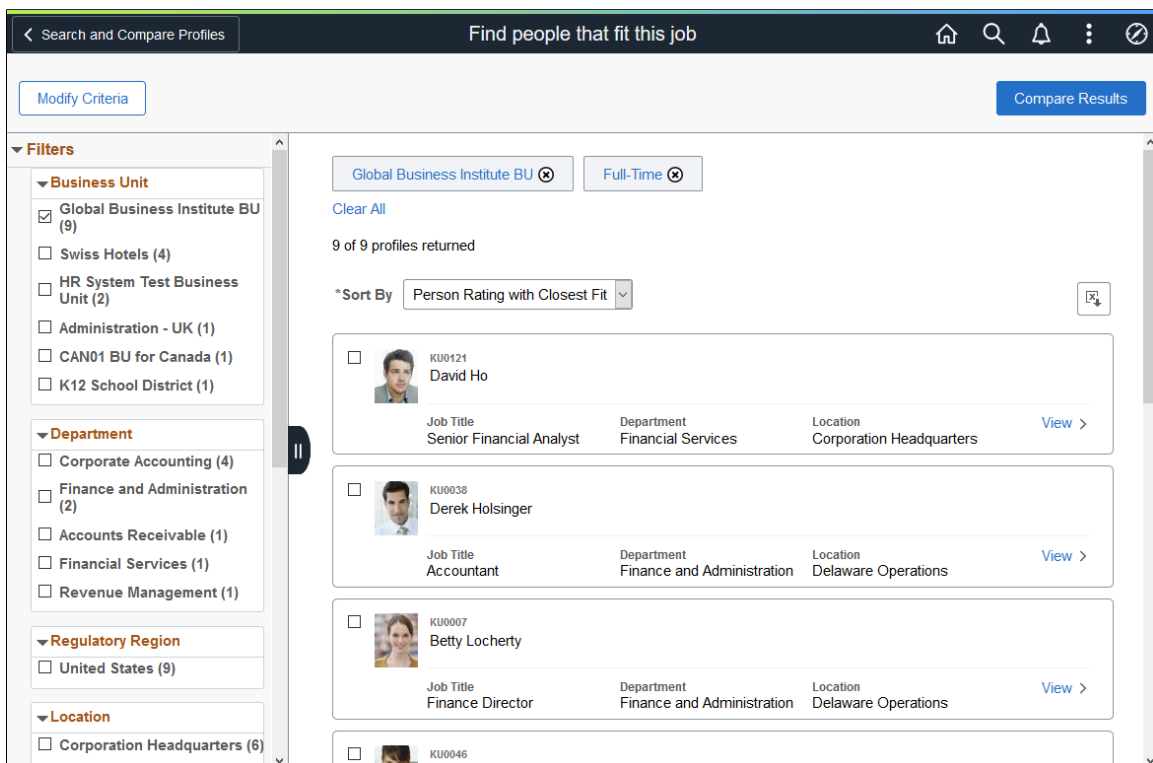 Search and Compare Profiles
Find people that fit this job
Modify Criteria
Compare Results
Filters
Business Unit
Global Business Institute BU
(9)
Swiss Hotels (4)
HR System Test Business
Unit (2)
Administration - UK (1)
CAN01 BU for Canada (1)
K12 School District (1)
Department
Corporate Accounting (4)
Finance and Administration
(2)
Accounts Receivable (1)
Financial Services (1)
Revenue Management (1)
Regulatory Region
United States (9)
Location
Corporation Headquarters (6)
Global Business Institute BU
Full-Time
Clear All
9 of 9 profiles returned
*Sort By Person Rating with Closest Fit
KU0121
David Ho
Job Title Department Location
Senior Financial Analyst Financial Services Corporation Headquarters
View
KU0038
Derek Holsinger
Job Title Department Location
Accountant Finance and Administration Delaware Operations
View
KU0007
Betty Locherty
Job Title Department Location
Finance Director Finance and Administration Delaware Operations
View
KU0046